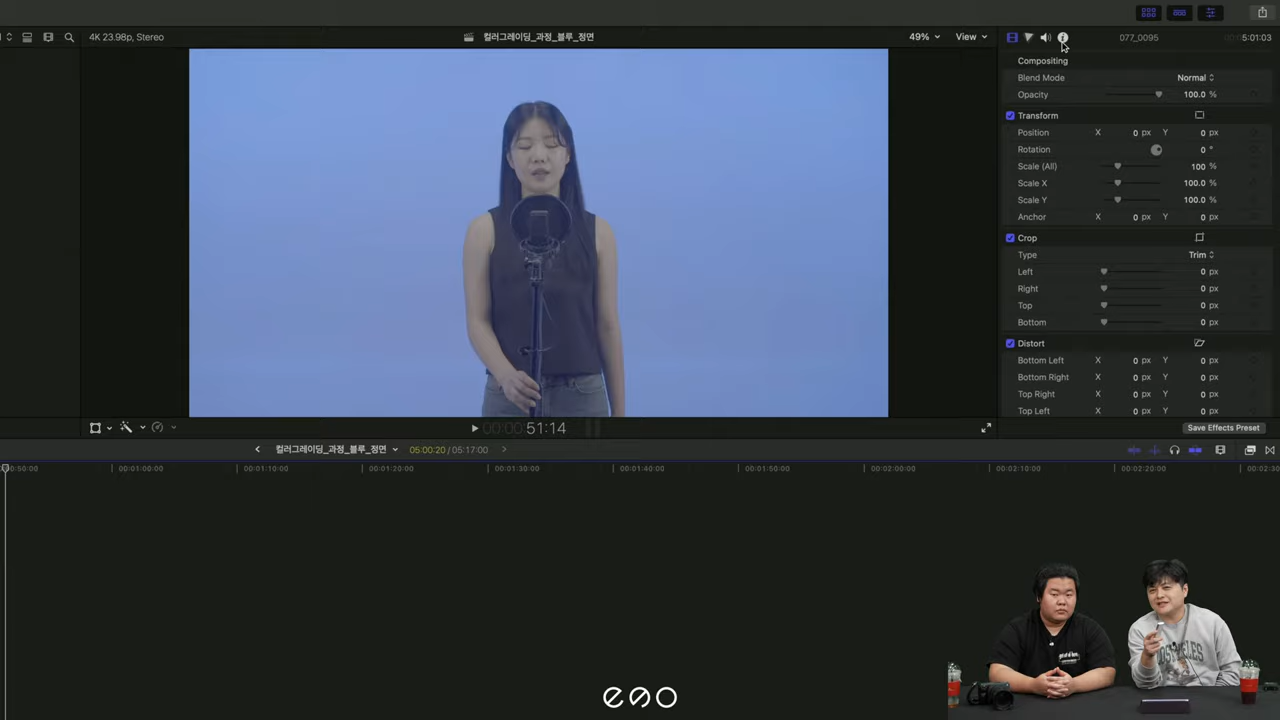 4K 23.98p, Stereo
컬러그레이딩_과정_블루_정면
49%
View
077_0095
5:01:03
Compositing
Blend Mode Normal
Opacity 100.0 %
Transform
Position X 0 px Y 0 px
Rotation 0 °
Scale (All) 100 %
Scale X 100.0 %
Scale Y 100.0 %
Anchor X 0 px Y 0 px
Crop
Type Trim
Left 0 px
Right 0 px
Top 0 px
Bottom 0 px
Distort
Bottom Left X 0 px Y 0 px
Bottom Right X 0 px Y 0 px
Top Right X 0 px Y 0 px
Top Left X 0 px Y 0 px
00:00:51:14
Save Effects Preset
컬러그레이딩_과정_블루_정면
05:00:20 / 05:17:00
00:01:00:00
00:01:10:00
00:01:20:00
00:01:30:00
00:01:40:00
00:01:50:00
00:02:00:00
00:02:10:00
00:02:20:00
eno